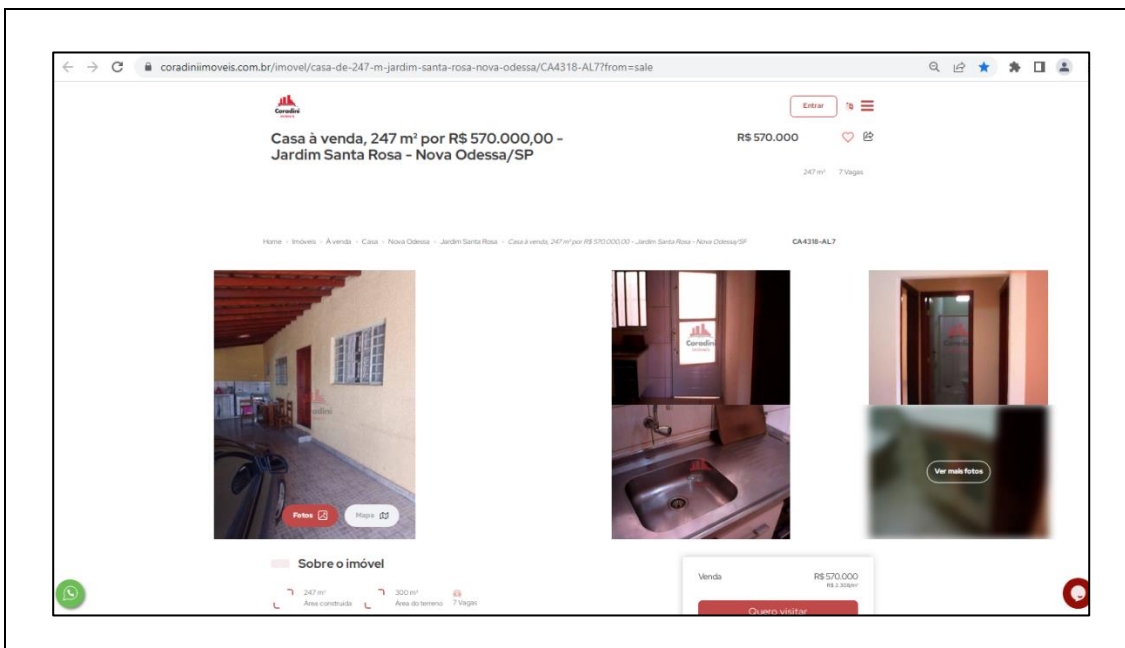 coradiniimoveis.com.br/imovel/casa-de-247-m-jardim-santa-rosa-nova-odessa/CA4318-AL7?from=sale
Coradini
IMÓVEIS
Entrar
Casa à venda, 247 m² por R$ 570.000,00 -
Jardim Santa Rosa - Nova Odessa/SP
R$ 570.000
247 m² 7 Vagas
Home › Imóveis › À venda › Casa › Nova Odessa › Jardim Santa Rosa › Casa à venda, 247 m² por R$ 570.000,00 - Jardim Santa Rosa - Nova Odessa/SP
CA4318-AL7
Coradini
Coradini
Ver mais fotos
Fotos
Mapa
Sobre o imóvel
247 m²
Área construída
300 m²
Área do terreno
7 Vagas
Venda
R$ 570.000
R$ 2.308/m²
Quero visitar